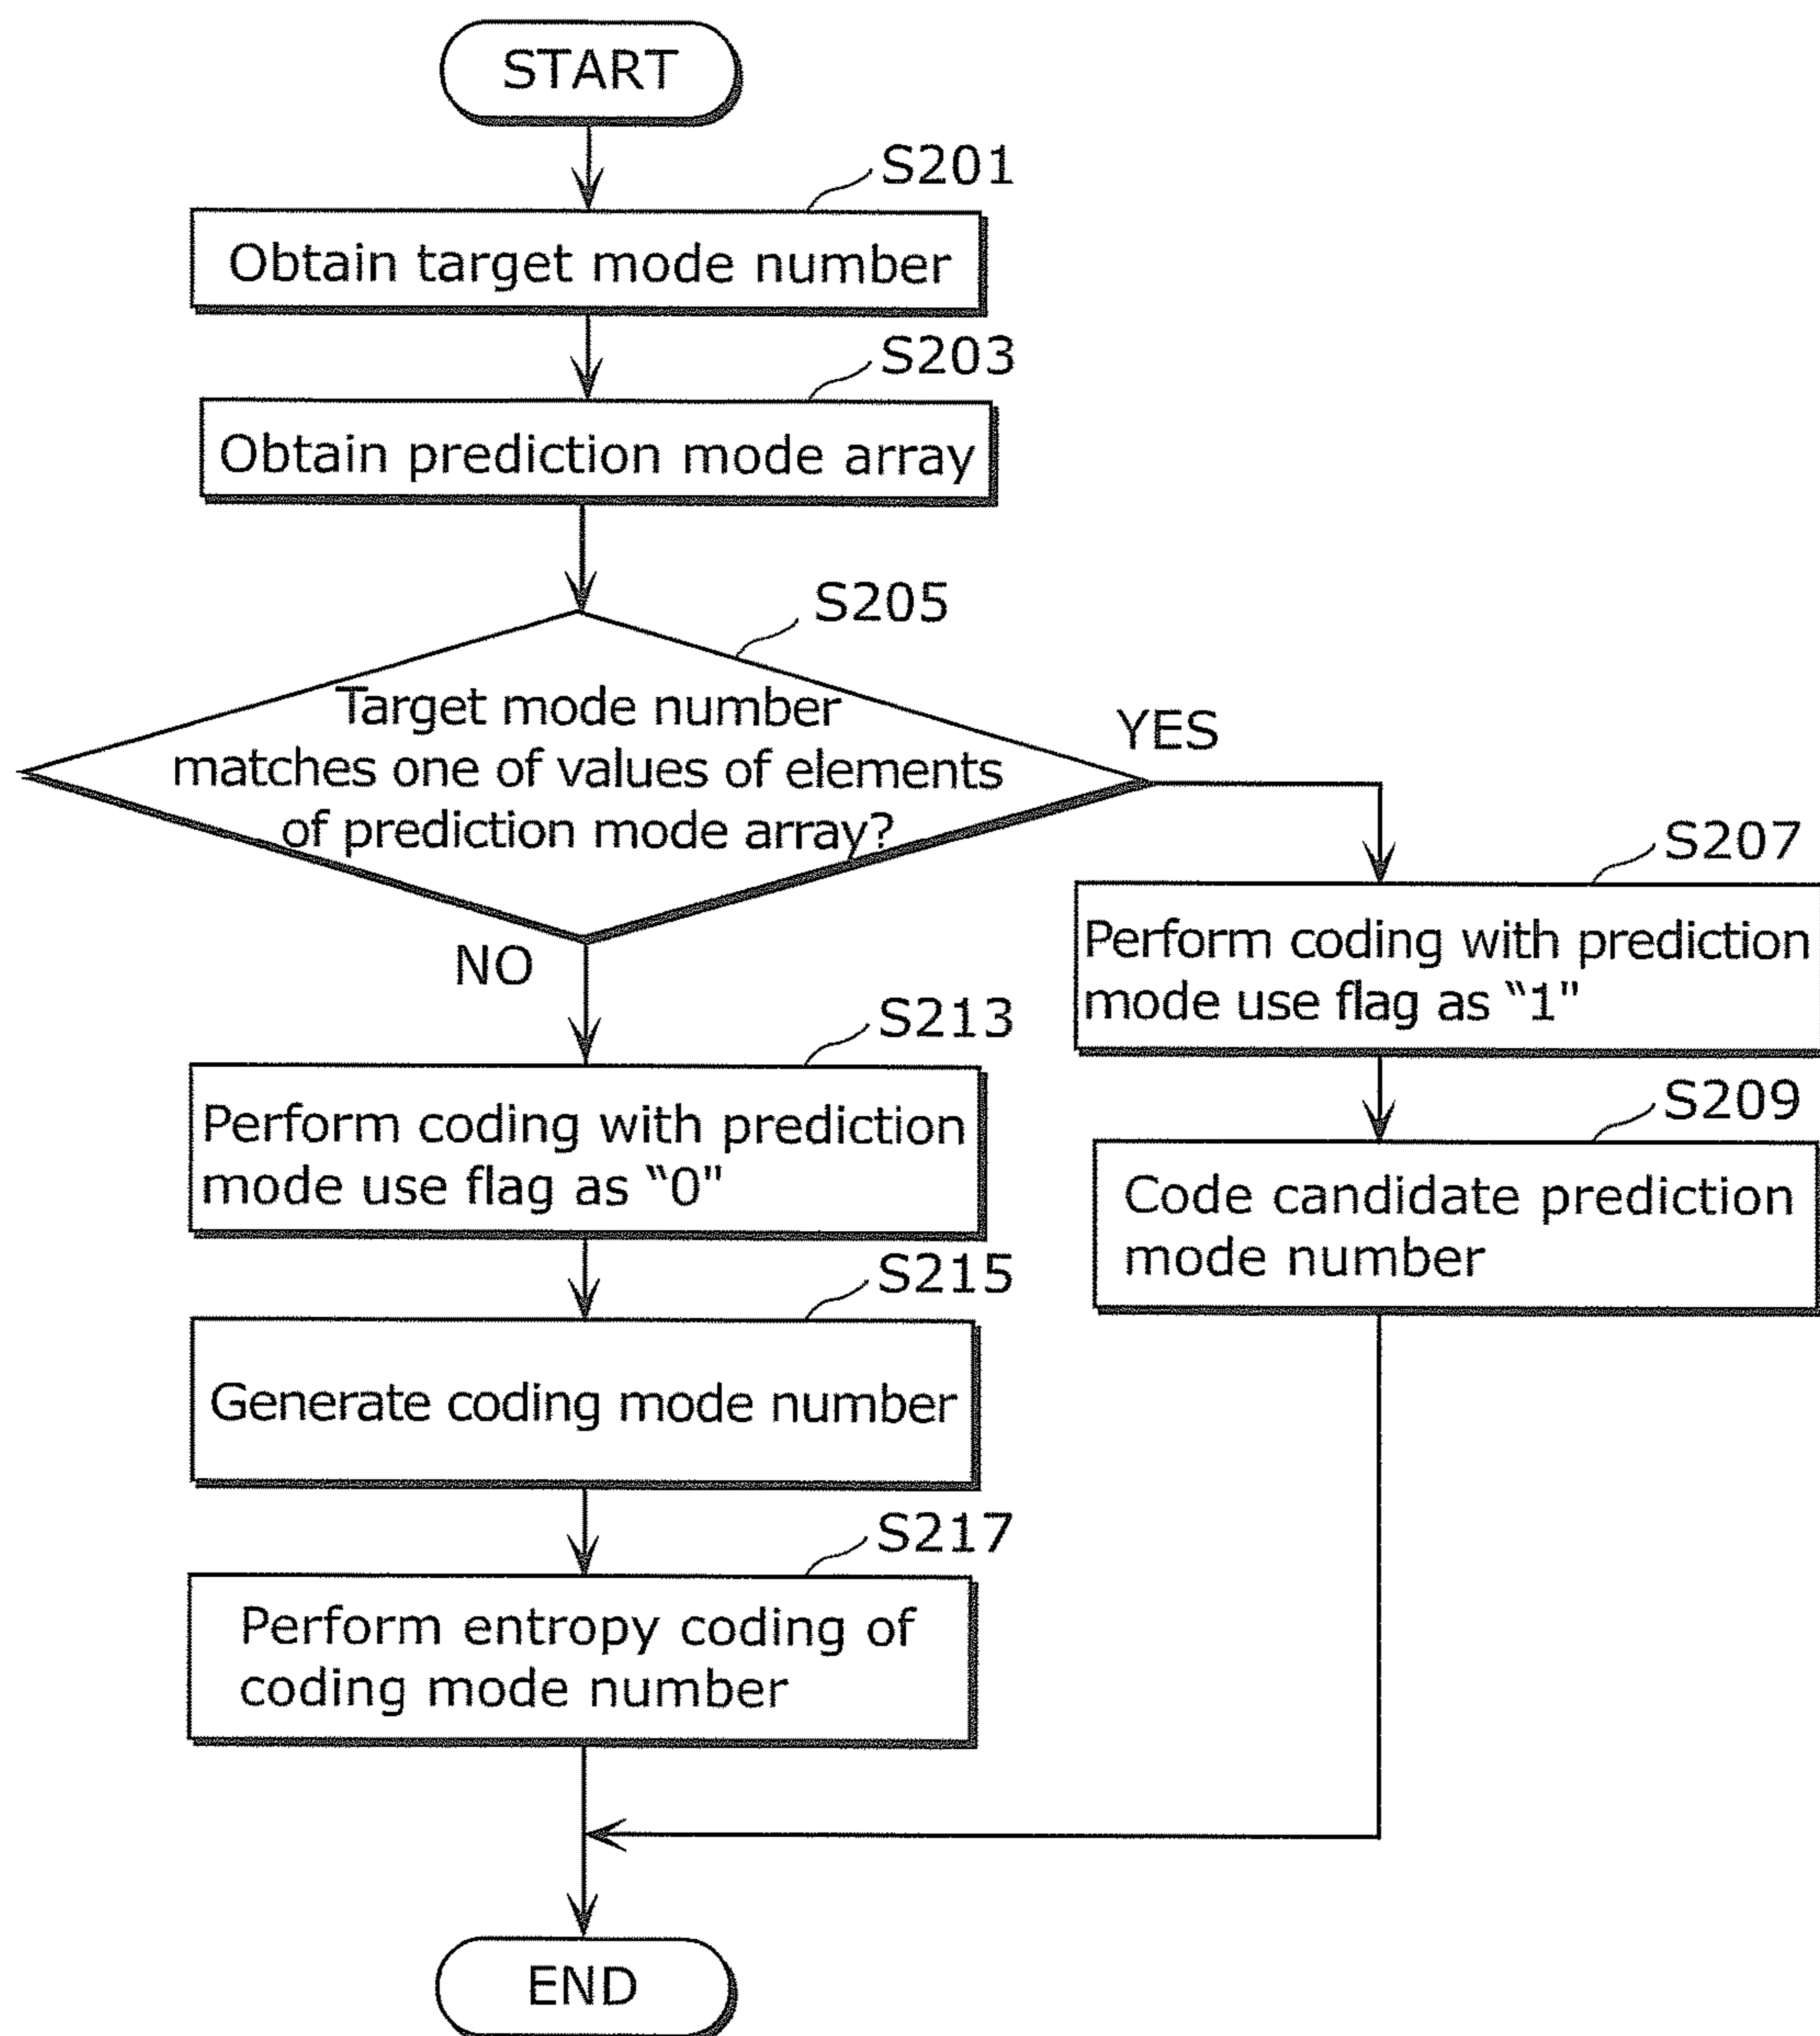 START
S201
Obtain target mode number
S203
Obtain prediction mode array
S205
Target mode number
matches one of values of elements
of prediction mode array?
YES
NO
S207
Perform coding with prediction
mode use flag as “1"
S209
Code candidate prediction
mode number
S213
Perform coding with prediction
mode use flag as “0"
S215
Generate coding mode number
S217
Perform entropy coding of
coding mode number
END